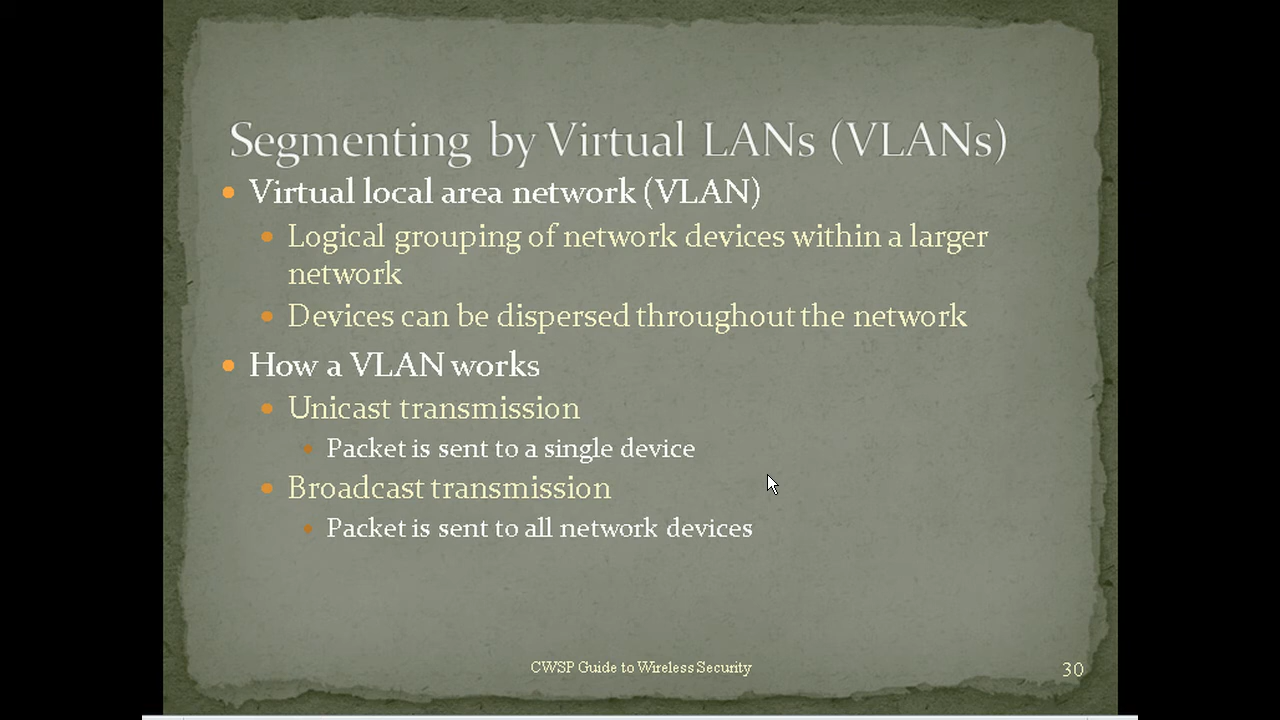 Segmenting by Virtual LANs (VLANs)
Virtual local area network (VLAN)
Logical grouping of network devices within a larger
network
Devices can be dispersed throughout the network
How a VLAN works
Unicast transmission
Packet is sent to a single device
Broadcast transmission
Packet is sent to all network devices
CWSP Guide to Wireless Security
30